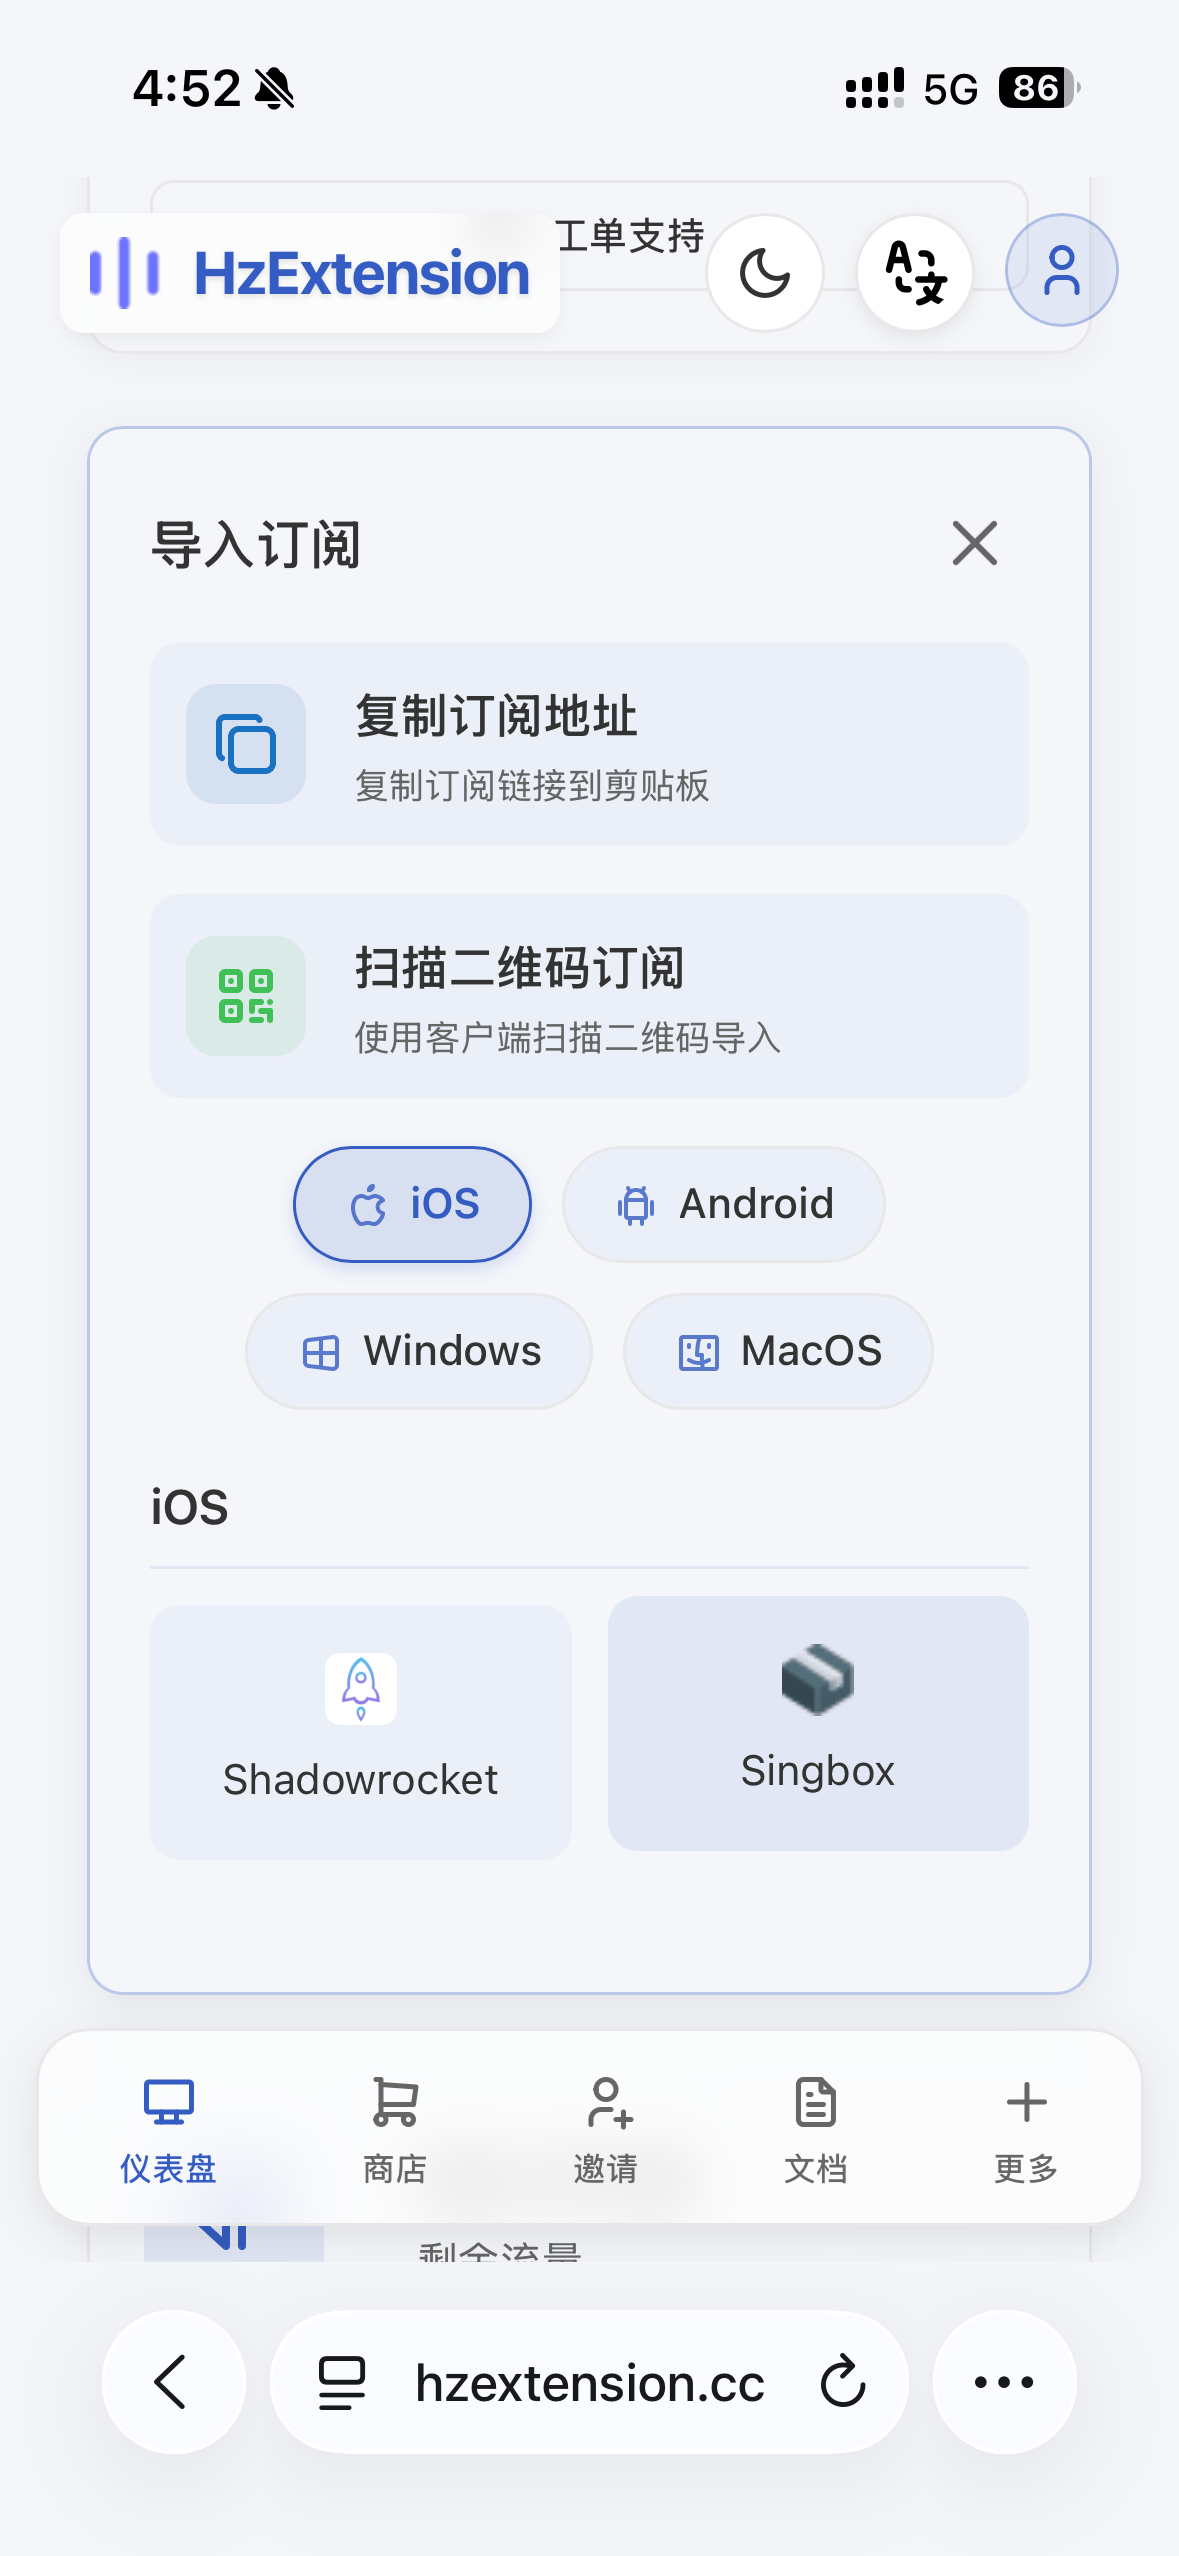 4:52
5G
86
工单支持
HzExtension
导入订阅
复制订阅地址
复制订阅链接到剪贴板
扫描二维码订阅
使用客户端扫描二维码导入
iOS
Android
Windows
MacOS
iOS
Shadowrocket
Singbox
仪表盘
商店
邀请
文档
更多
剩余流量
hzextension.cc